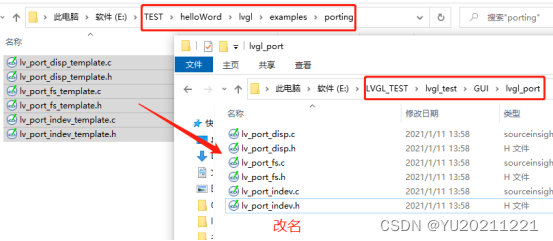 此电脑 › 软件 (E:) › TEST › helloWord › lvgl › examples › porting
搜索"porting"
名称
lv_port_disp_template.c
lv_port_disp_template.h
lv_port_fs_template.c
lv_port_fs_template.h
lv_port_indev_template.c
lv_port_indev_template.h
lvgl_port
文件
主页
共享
查看
此电脑 › 软件 (E:) › LVGL_TEST › lvgl_test › GUI › lvgl_port
名称
修改日期
类型
lv_port_disp.c
2021/1/11 13:58
sourceinsigh
lv_port_disp.h
2021/1/11 13:58
H 文件
lv_port_fs.c
2021/1/11 13:58
sourceinsigh
lv_port_fs.h
2021/1/11 13:58
H 文件
lv_port_indev.c
2021/1/11 13:58
sourceinsigh
lv_port_indev.h
2021/1/11 13:58
H 文件
改名
CSDN @YU20211221